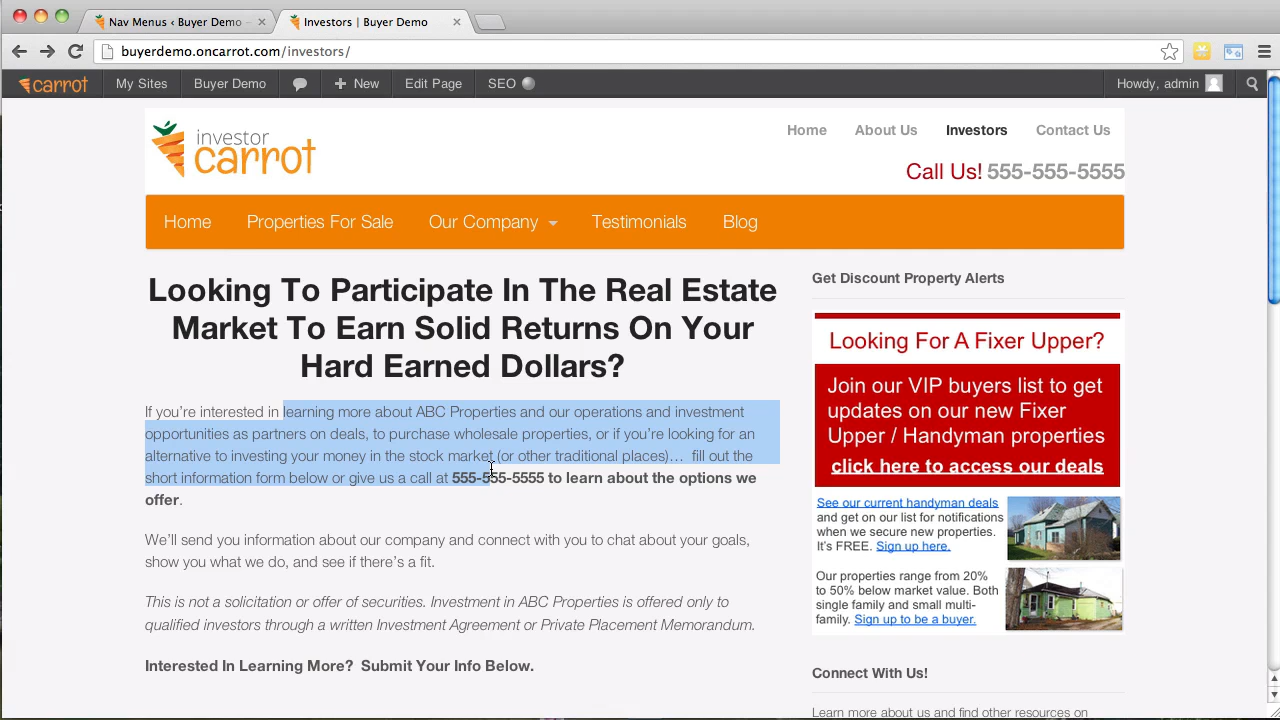 Nav Menus ‹ Buyer Demo
Investors | Buyer Demo
buyerdemo.oncarrot.com/investors/
carrot My Sites Buyer Demo + New Edit Page SEO Howdy, admin
investor carrot
Home About Us Investors Contact Us
Call Us! 555-555-5555
Home Properties For Sale Our Company Testimonials Blog
Looking To Participate In The Real Estate
Market To Earn Solid Returns On Your
Hard Earned Dollars?
If you're interested in learning more about ABC Properties and our operations and investment
opportunities as partners on deals, to purchase wholesale properties, or if you're looking for an
alternative to investing your money in the stock market (or other traditional places)… fill out the
short information form below or give us a call at 555-555-5555 to learn about the options we
offer.
We'll send you information about our company and connect with you to chat about your goals,
show you what we do, and see if there's a fit.
This is not a solicitation or offer of securities. Investment in ABC Properties is offered only to
qualified investors through a written Investment Agreement or Private Placement Memorandum.
Interested In Learning More? Submit Your Info Below.
Get Discount Property Alerts
Looking For A Fixer Upper?
Join our VIP buyers list to get
updates on our new Fixer
Upper / Handyman properties
click here to access our deals
See our current handyman deals
and get on our list for notifications
when we secure new properties.
It's FREE. Sign up here.
Our properties range from 20%
to 50% below market value. Both
single family and small multi-
family. Sign up to be a buyer.
Connect With Us!
Learn more about us and find other resources on